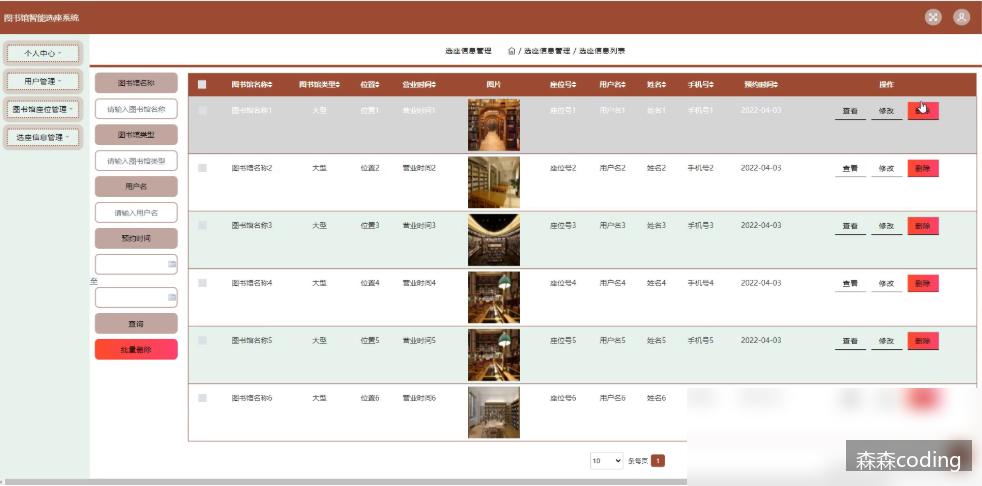 图书馆智能选座系统
选座信息管理 / 选座信息管理 / 选座信息列表
个人中心
用户管理
图书馆座位管理
选座信息管理
图书馆名称
请输入图书馆名称
图书馆类型
请输入图书馆类型
用户名
请输入用户名
预约时间
至
查询
批量删除
图书馆名称 图书馆类型 位置 营业时间 图片 座位号 用户名 姓名 手机号 预约时间 操作
图书馆名称1 大型 位置1 营业时间1 座位号1 用户名1 姓名1 手机号1 2022-04-03 查看 修改
图书馆名称2 大型 位置2 营业时间2 座位号2 用户名2 姓名2 手机号2 2022-04-03 查看 修改 删除
图书馆名称3 大型 位置3 营业时间3 座位号3 用户名3 姓名3 手机号3 2022-04-03 查看 修改 删除
图书馆名称4 大型 位置4 营业时间4 座位号4 用户名4 姓名4 手机号4 2022-04-03 查看 修改 删除
图书馆名称5 大型 位置5 营业时间5 座位号5 用户名5 姓名5 手机号5 2022-04-03 查看 修改 删除
图书馆名称6 大型 位置6 营业时间6 座位号6 用户名6 姓名6
10 条每页 1
森森coding